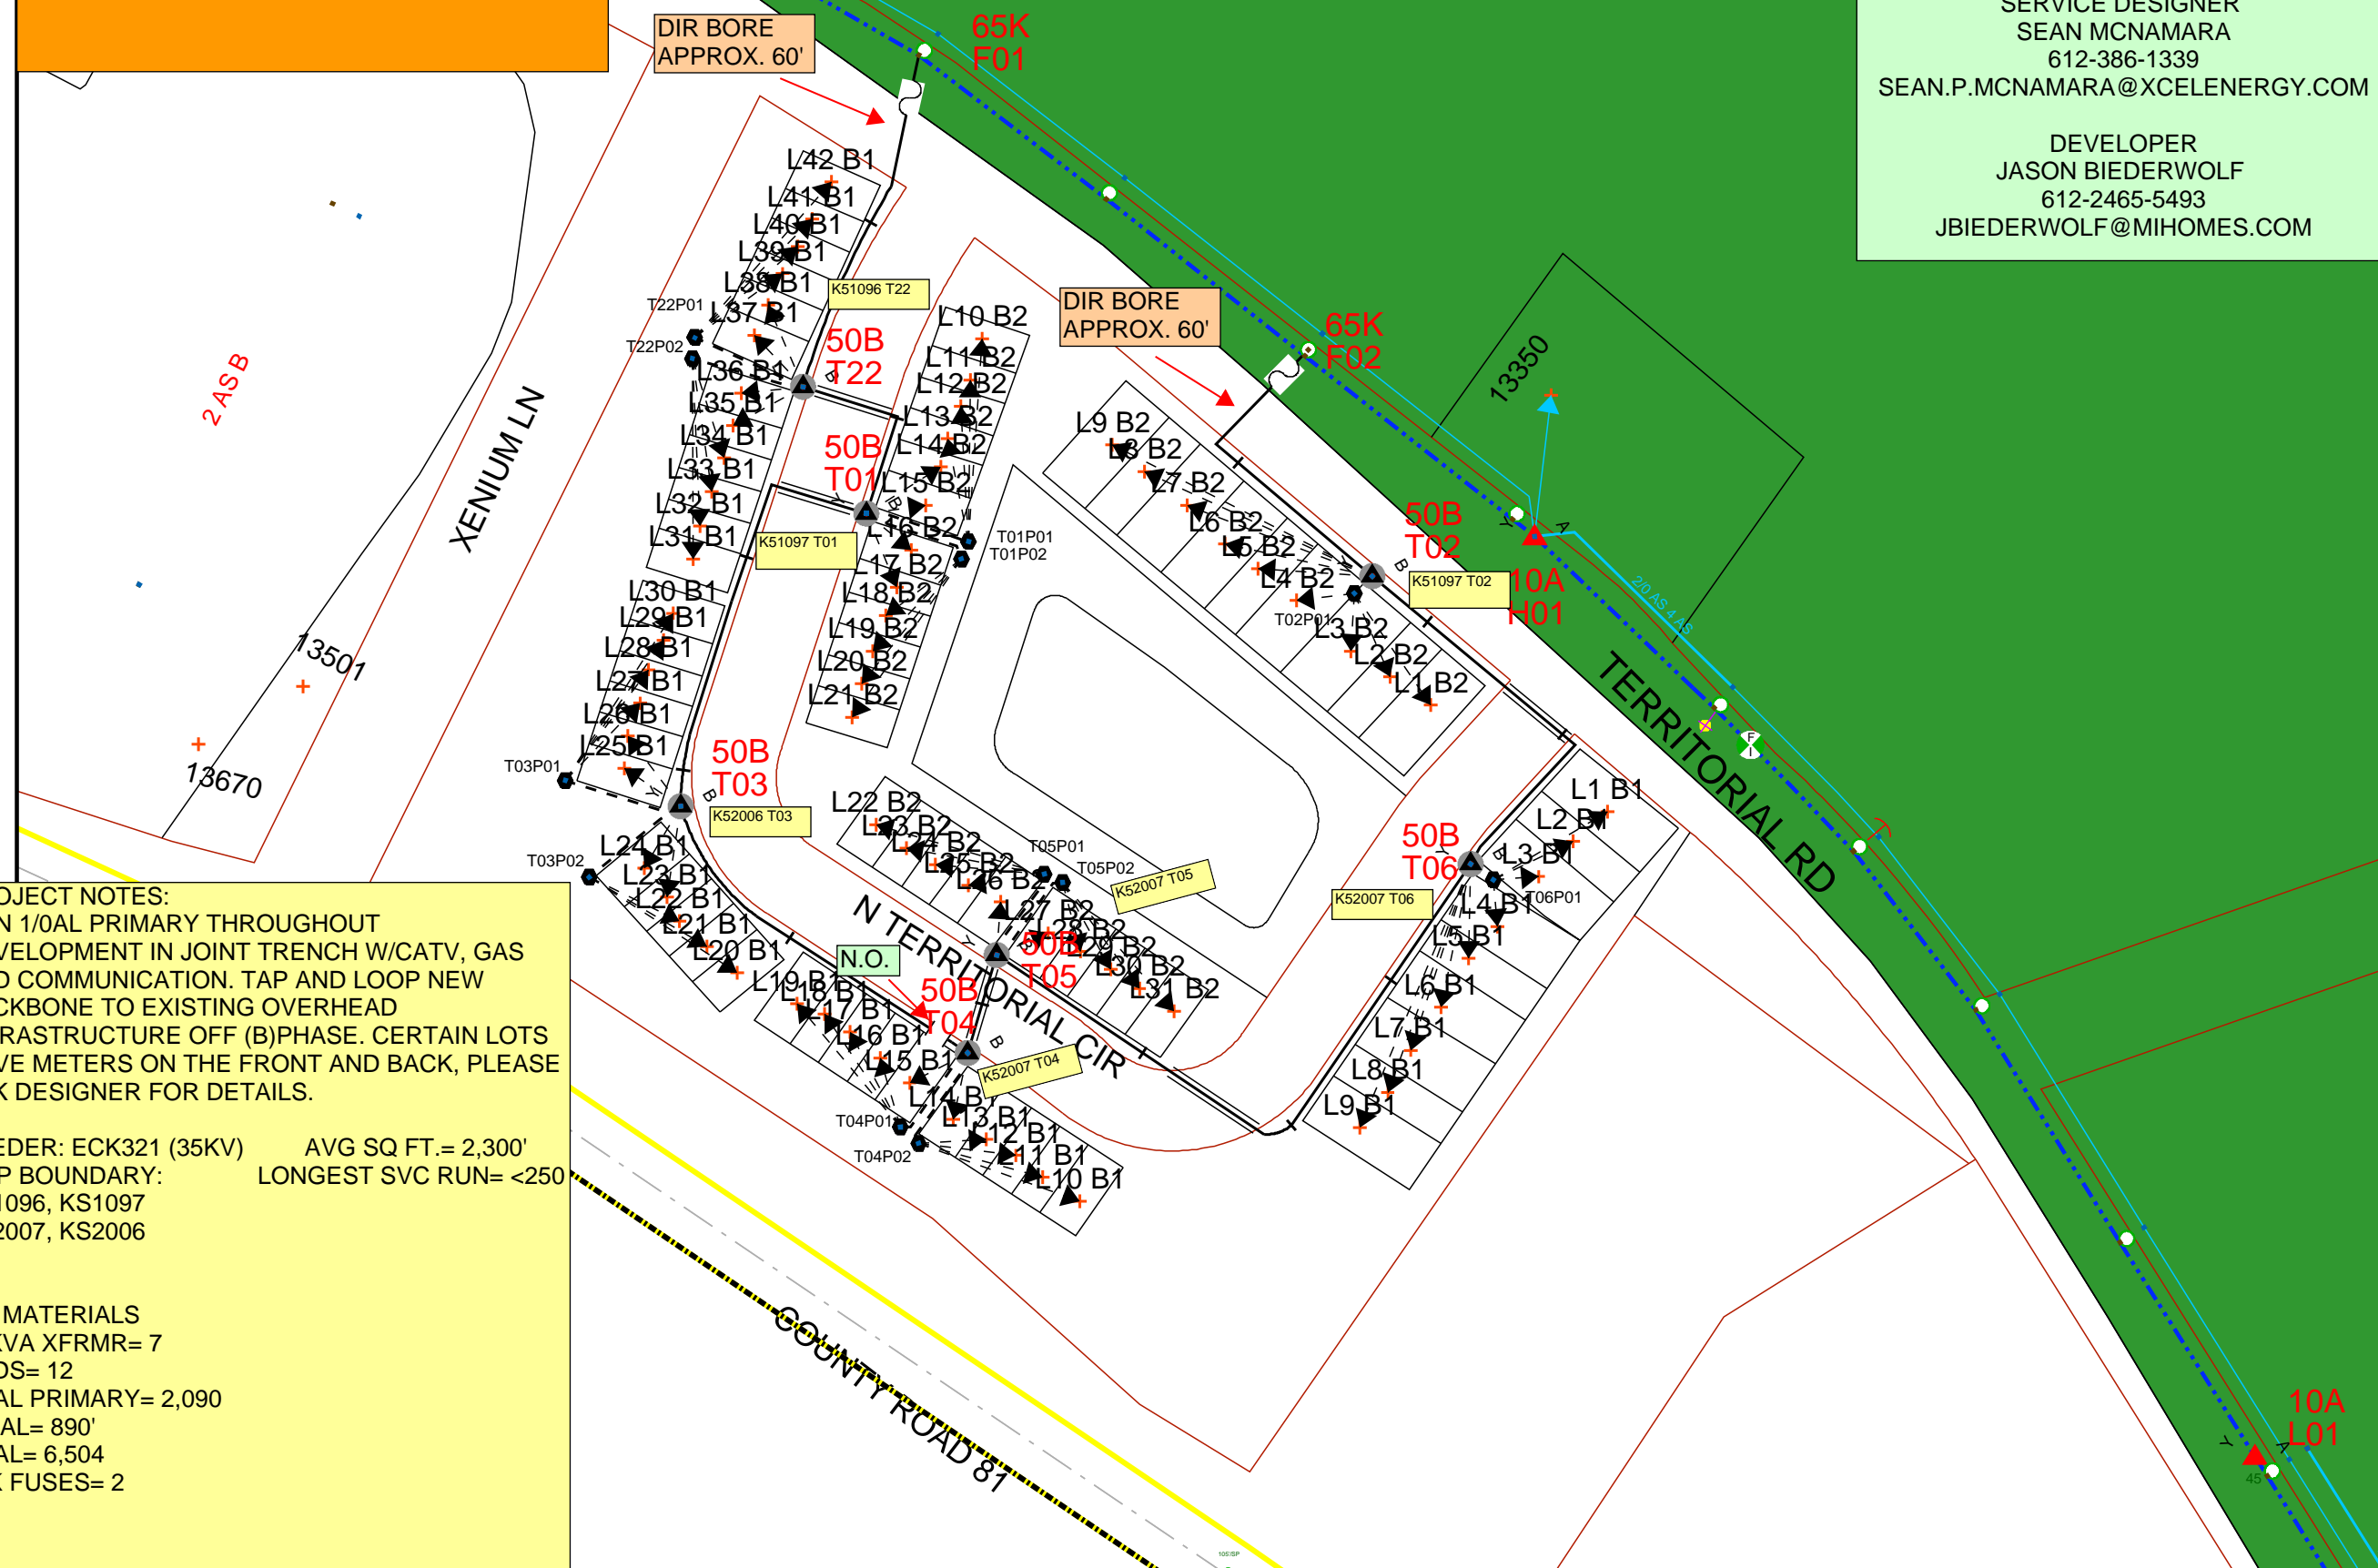 SERVICE DESIGNER
SEAN MCNAMARA
612-386-1339
SEAN.P.MCNAMARA@XCELENERGY.COM
DEVELOPER
JASON BIEDERWOLF
612-2465-5493
JBIEDERWOLF@MIHOMES.COM
DIR BORE
APPROX. 60'
65K
F01
L42 B1
L41 B1
L40 B1
L39 B1
L38 B1
L37 B1
K51096 T22
T22P01
T22P02
50B
T22
B
L36 B1
L35 B1
L34 B1
L33 B1
L32 B1
L31 B1
L10 B2
L11 B2
L12 B2
L13 B2
L14 B2
L15 B2
L16 B2
L17 B2
L18 B2
L19 B2
L20 B2
L21 B2
50B
T01
Y
B
K51097 T01
T01P01
T01P02
DIR BORE
APPROX. 60'
65K
F02
13350
L9 B2
L8 B2
L7 B2
L6 B2
L5 B2
L4 B2
L3 B2
L2 B2
L1 B2
T02P01
50B
T02
B
K51097 T02
Y
A
10A
H01
2/0 AS 4 AS
TERRITORIAL RD
F
I
2 AS B
XENIUM LN
13501
13670
L30 B1
L29 B1
L28 B1
L27 B1
L26 B1
L25 B1
T03P01
50B
T03
Y
B
K52006 T03
T03P02
L24 B1
L23 B1
L22 B1
L21 B1
L20 B1
L19 B1
L18 B1
L17 B1
L16 B1
L15 B1
L14 B1
L13 B1
L12 B1
L11 B1
L10 B1
L22 B2
L23 B2
L24 B2
L25 B2
L26 B2
L27 B2
L28 B2
L29 B2
L30 B2
L31 B2
T05P01
T05P02
K52007 T05
N TERRITORIAL CIR
Y
B
50B
T05
N.O.
50B
T04
B
K52007 T04
T04P01
T04P02
50B
T06
Y
B
K52007 T06
T06P01
L1 B1
L2 B1
L3 B1
L4 B1
L5 B1
L6 B1
L7 B1
L8 B1
L9 B1
OJECT NOTES:
N 1/0AL PRIMARY THROUGHOUT
VELOPMENT IN JOINT TRENCH W/CATV, GAS
D COMMUNICATION. TAP AND LOOP NEW
CKBONE TO EXISTING OVERHEAD
FRASTRUCTURE OFF (B)PHASE. CERTAIN LOTS
VE METERS ON THE FRONT AND BACK, PLEASE
K DESIGNER FOR DETAILS.
EDER: ECK321 (35KV) AVG SQ FT.= 2,300'
P BOUNDARY: LONGEST SVC RUN= <250
1096, KS1097
2007, KS2006
MATERIALS
KVA XFRMR= 7
DS= 12
AL PRIMARY= 2,090
AL= 890'
AL= 6,504
K FUSES= 2
COUNTY ROAD 81
10A
L01
Y
A
45